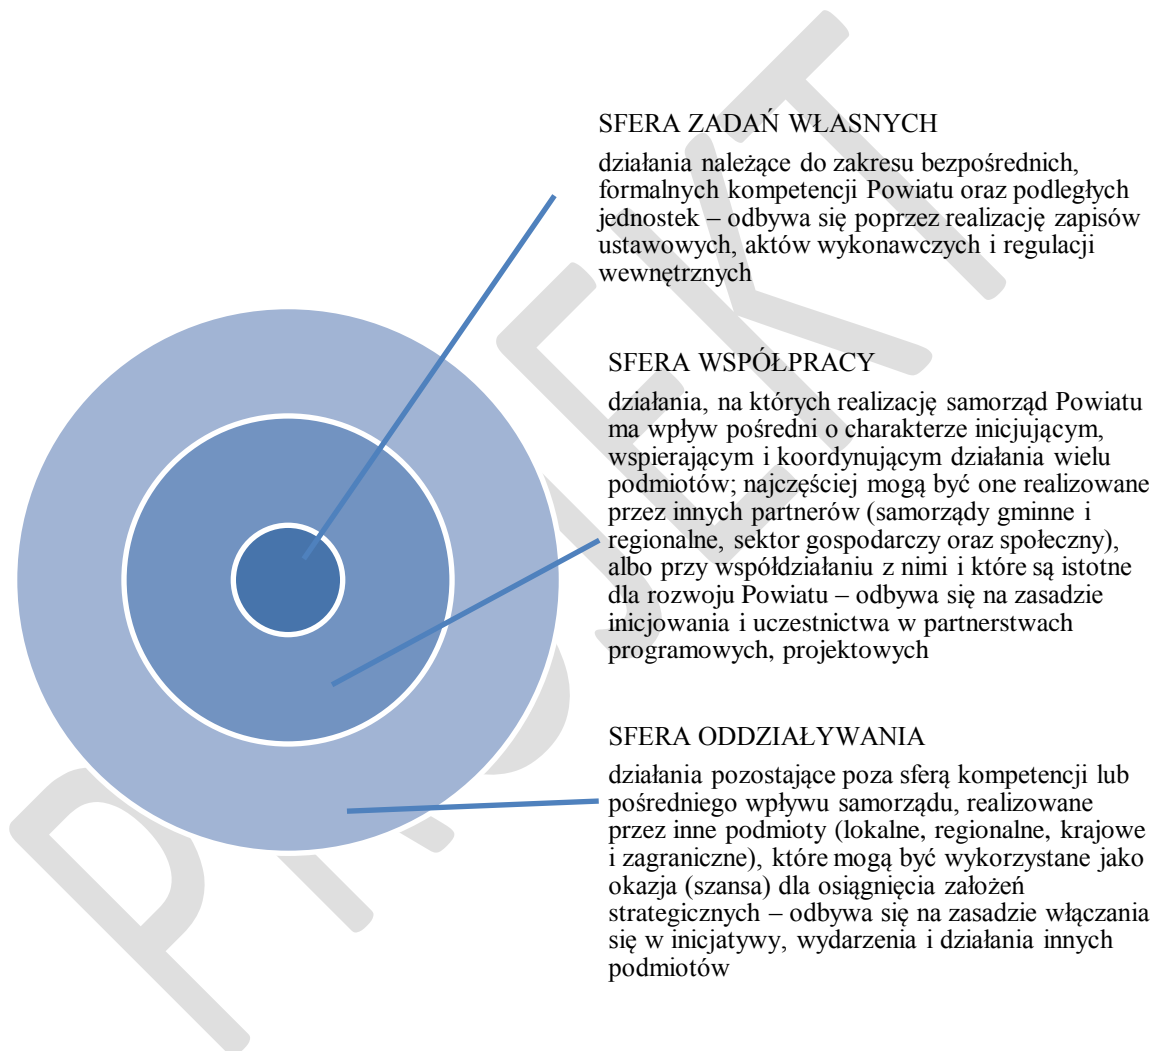 SFERA ZADAŃ WŁASNYCH
działania należące do zakresu bezpośrednich,
formalnych kompetencji Powiatu oraz podległych
jednostek – odbywa się poprzez realizację zapisów
ustawowych, aktów wykonawczych i regulacji
wewnętrznych
SFERA WSPÓŁPRACY
działania, na których realizację samorząd Powiatu
ma wpływ pośredni o charakterze inicjującym,
wspierającym i koordynującym działania wielu
podmiotów; najczęściej mogą być one realizowane
przez innych partnerów (samorządy gminne i
regionalne, sektor gospodarczy oraz społeczny),
albo przy współdziałaniu z nimi i które są istotne
dla rozwoju Powiatu – odbywa się na zasadzie
inicjowania i uczestnictwa w partnerstwach
programowych, projektowych
SFERA ODDZIAŁYWANIA
działania pozostające poza sferą kompetencji lub
pośredniego wpływu samorządu, realizowane
przez inne podmioty (lokalne, regionalne, krajowe
i zagraniczne), które mogą być wykorzystane jako
okazja (szansa) dla osiągnięcia założeń
strategicznych – odbywa się na zasadzie włączania
się w inicjatywy, wydarzenia i działania innych
podmiotów
PROJEKT